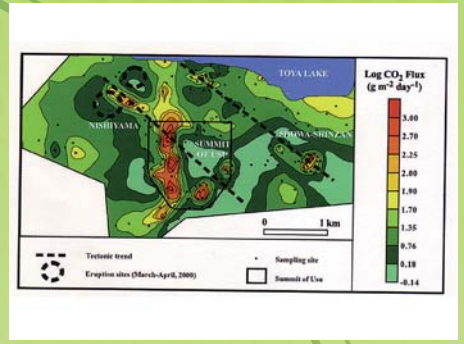 TOYA LAKE
NISHIYAMA
SUMMIT
OF USU
SHOWA-SHINZAN
0 1 km
Log CO2 Flux
(g m-2 day-1)
3.00
2.70
2.25
2.00
1.90
1.70
1.35
0.76
0.18
-0.14
Tectonic trend
Eruption sites (March-April, 2000)
Sampling site
Summit of Usu